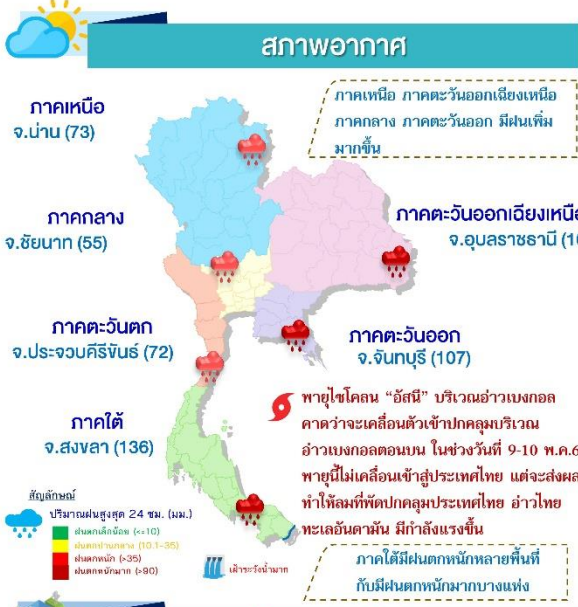 สภาพอากาศ
ภาคเหนือ
จ.น่าน (73)
ภาคเหนือ ภาคตะวันออกเฉียงเหนือ
ภาคกลาง ภาคตะวันออก มีฝนเพิ่ม
มากขึ้น
ภาคกลาง
จ.ชัยนาท (55)
ภาคตะวันออกเฉียงเหนือ
จ.อุบลราชธานี (10
ภาคตะวันตก
จ.ประจวบคีรีขันธ์ (72)
ภาคตะวันออก
จ.จันทบุรี (107)
ภาคใต้
จ.สงขลา (136)
พายุไซโคลน “อัสนี” บริเวณอ่าวเบงกอล
คาดว่าจะเคลื่อนตัวเข้าปกคลุมบริเวณ
อ่าวเบงกอลตอนบน ในช่วงวันที่ 9-10 พ.ค.6
พายุนี้ไม่เคลื่อนเข้าสู่ประเทศไทย แต่จะส่งผล
ทำให้ลมที่พัดปกคลุมประเทศไทย อ่าวไทย
ทะเลอันดามัน มีกำลังแรงขึ้น
สัญลักษณ์
ปริมาณฝนสูงสุด 24 ชม. (มม.)
ฝนตกเล็กน้อย (<=10)
ฝนตกปานกลาง (10.1-35)
ฝนตกหนัก (>35)
ฝนตกหนักมาก (>90)
เฝ้าระวังน้ำมาก
ภาคใต้มีฝนตกหนักหลายพื้นที่
กับมีฝนตกหนักมากบางแห่ง